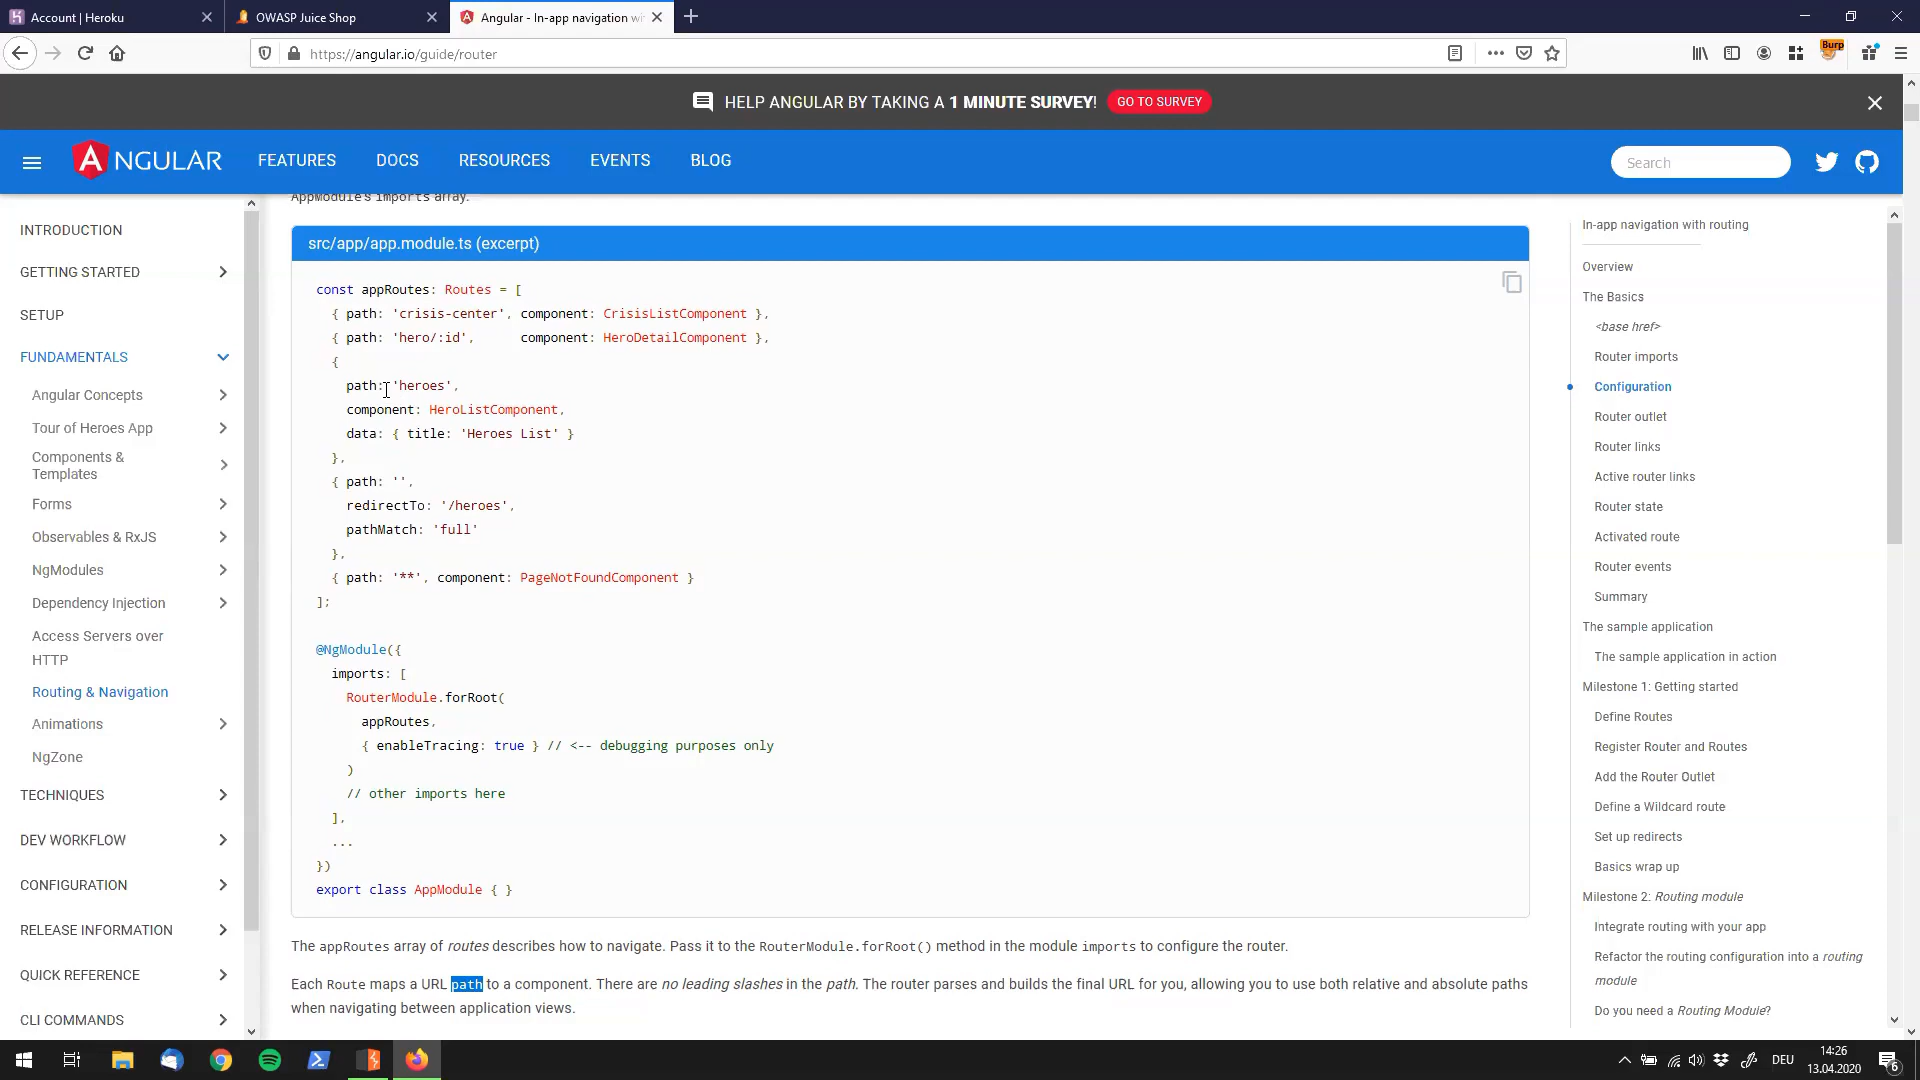 Account | Heroku
OWASP Juice Shop
Angular - In-app navigation wi
https://angular.io/guide/router
Burp
HELP ANGULAR BY TAKING A 1 MINUTE SURVEY!
GO TO SURVEY
ANGULAR
FEATURES
DOCS
RESOURCES
EVENTS
BLOG
Search
INTRODUCTION
GETTING STARTED
SETUP
FUNDAMENTALS
Angular Concepts
Tour of Heroes App
Components &
Templates
Forms
Observables & RxJS
NgModules
Dependency Injection
Access Servers over
HTTP
Routing & Navigation
Animations
NgZone
TECHNIQUES
DEV WORKFLOW
CONFIGURATION
RELEASE INFORMATION
QUICK REFERENCE
CLI COMMANDS
AppModule's imports array.
src/app/app.module.ts (excerpt)
const appRoutes: Routes = [
{ path: 'crisis-center', component: CrisisListComponent },
{ path: 'hero/:id',      component: HeroDetailComponent },
{
path: 'heroes',
component: HeroListComponent,
data: { title: 'Heroes List' }
},
{ path: '',
redirectTo: '/heroes',
pathMatch: 'full'
},
{ path: '**', component: PageNotFoundComponent }
];
@NgModule({
imports: [
RouterModule.forRoot(
appRoutes,
{ enableTracing: true } // <-- debugging purposes only
)
// other imports here
],
...
})
export class AppModule { }
The appRoutes array of routes describes how to navigate. Pass it to the RouterModule.forRoot() method in the module imports to configure the router.
Each Route maps a URL path to a component. There are no leading slashes in the path. The router parses and builds the final URL for you, allowing you to use both relative and absolute paths
when navigating between application views.
In-app navigation with routing
Overview
The Basics
<base href>
Router imports
Configuration
Router outlet
Router links
Active router links
Router state
Activated route
Router events
Summary
The sample application
The sample application in action
Milestone 1: Getting started
Define Routes
Register Router and Routes
Add the Router Outlet
Define a Wildcard route
Set up redirects
Basics wrap up
Milestone 2: Routing module
Integrate routing with your app
Refactor the routing configuration into a routing
module
Do you need a Routing Module?
DEU
14:26
13.04.2020
6